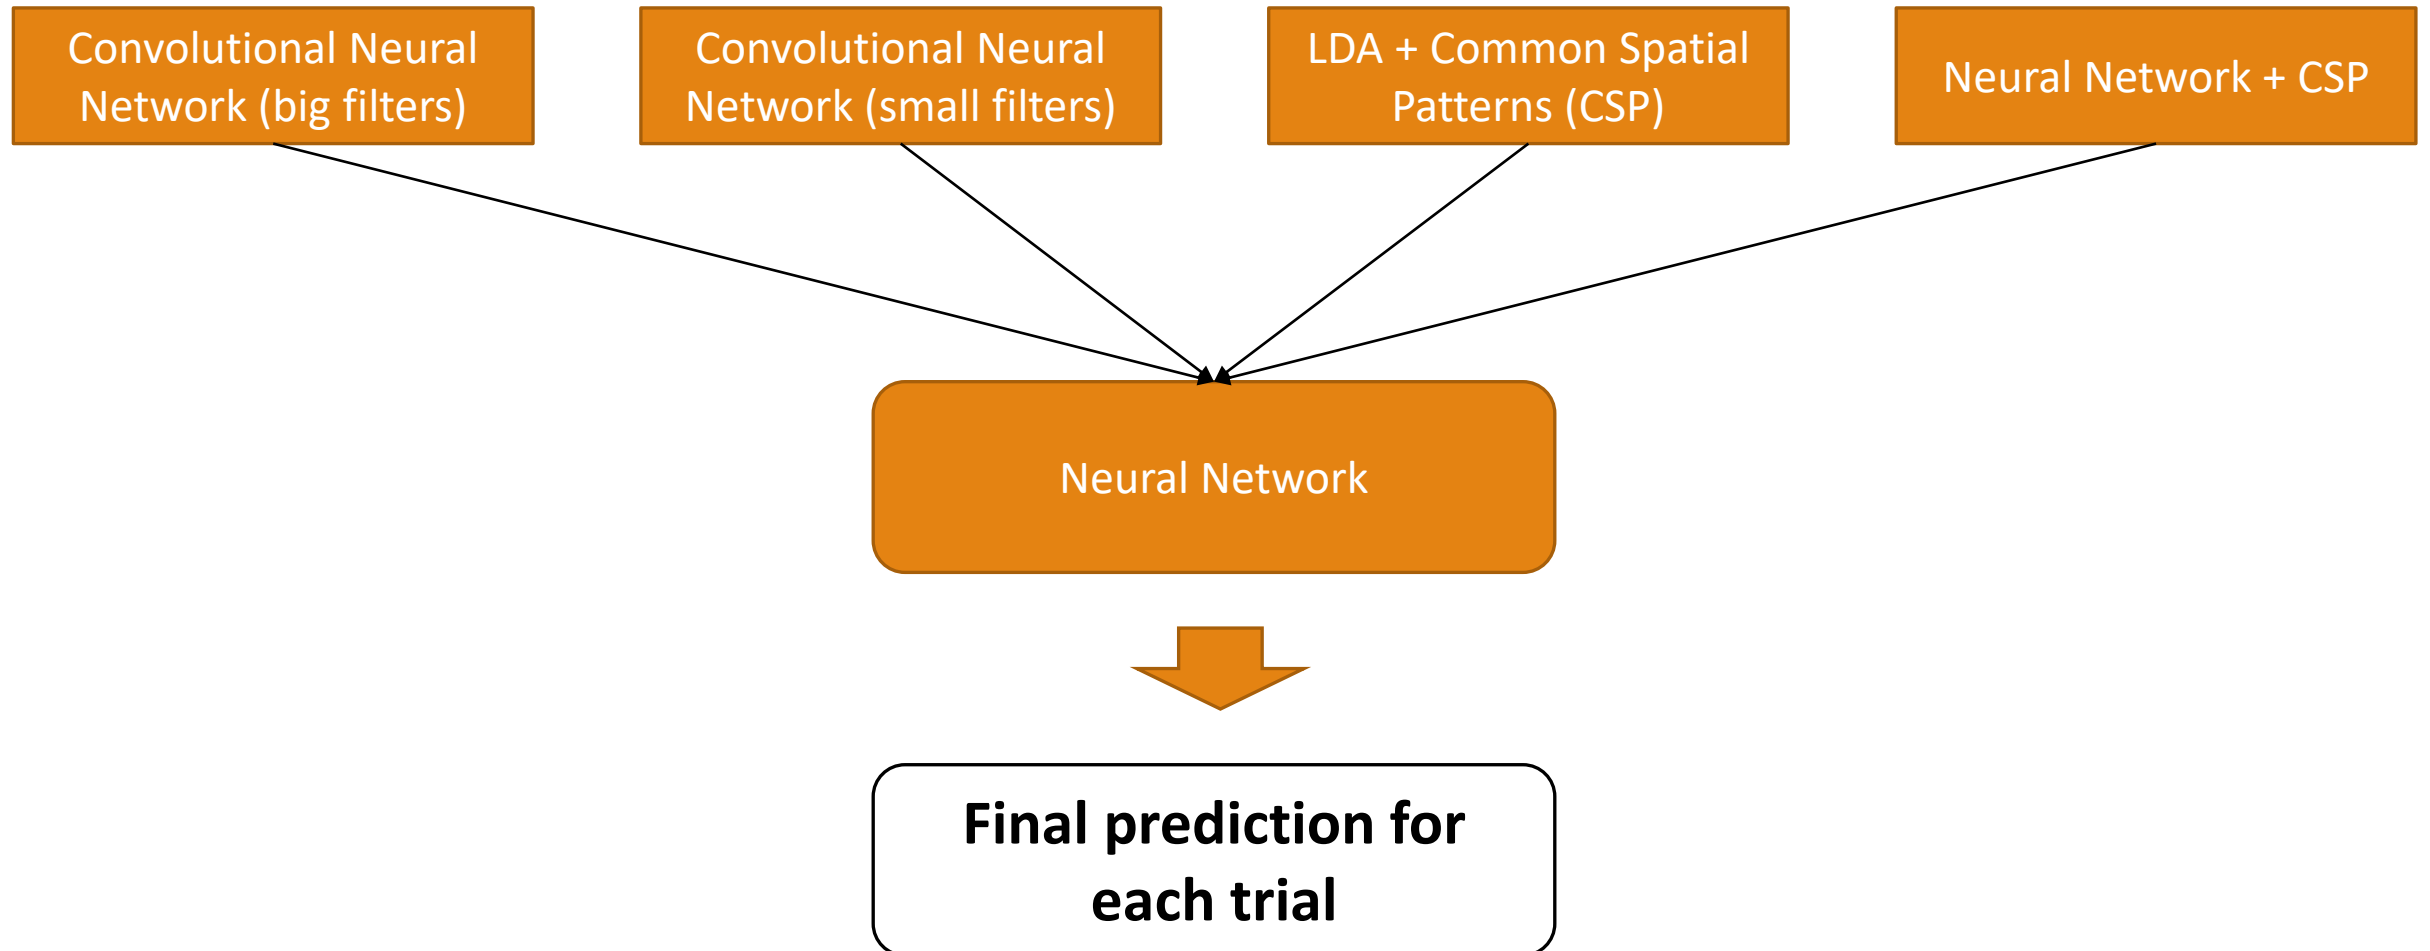 Convolutional Neural
Network (big filters)
Convolutional Neural
Network (small filters)
LDA + Common Spatial
Patterns (CSP)
Neural Network + CSP
Neural Network
Final prediction for
each trial